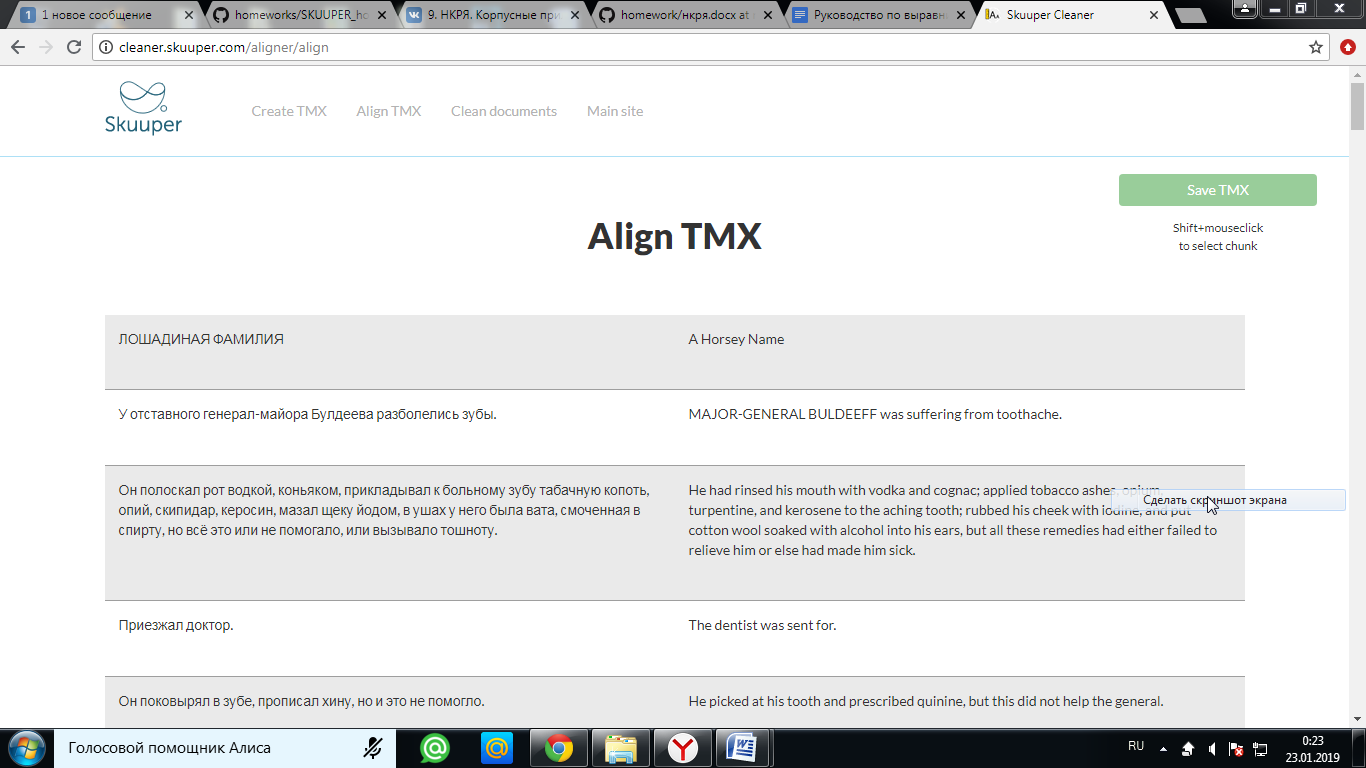 1 новое сообщение
homeworks/SKUUPER_ho
9. НКРЯ. Корпусные при
homework/нкря.docx at
Руководство по выравн
Skuuper Cleaner
cleaner.skuuper.com/aligner/align
Skuuper
Create TMX
Align TMX
Clean documents
Main site
Save TMX
Shift+mouseclick
to select chunk
Align TMX
ЛОШАДИНАЯ ФАМИЛИЯ
A Horsey Name
У отставного генерал-майора Булдеева разболелись зубы.
MAJOR-GENERAL BULDEEFF was suffering from toothache.
Он полоскал рот водкой, коньяком, прикладывал к больному зубу табачную копоть,
опий, скипидар, керосин, мазал щеку йодом, в ушах у него была вата, смоченная в
спирту, но всё это или не помогало, или вызывало тошноту.
He had rinsed his mouth with vodka and cognac; applied tobacco ashes, opium,
turpentine, and kerosene to the aching tooth; rubbed his cheek with iodine, and put
cotton wool soaked with alcohol into his ears, but all these remedies had either failed to
relieve him or else had made him sick.
Сделать скриншот экрана
Приезжал доктор.
The dentist was sent for.
Он поковырял в зубе, прописал хину, но и это не помогло.
He picked at his tooth and prescribed quinine, but this did not help the general.
Голосовой помощник Алиса
RU
0:23
23.01.2019